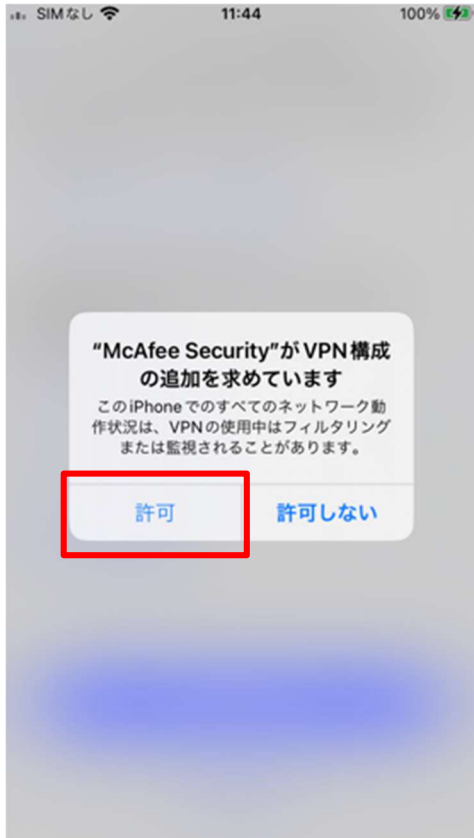 SIMなし 11:44 100%
“McAfee Security”がVPN構成
の追加を求めています
このiPhoneでのすべてのネットワーク動
作状況は、VPNの使用中はフィルタリング
または監視されることがあります。
許可 許可しない